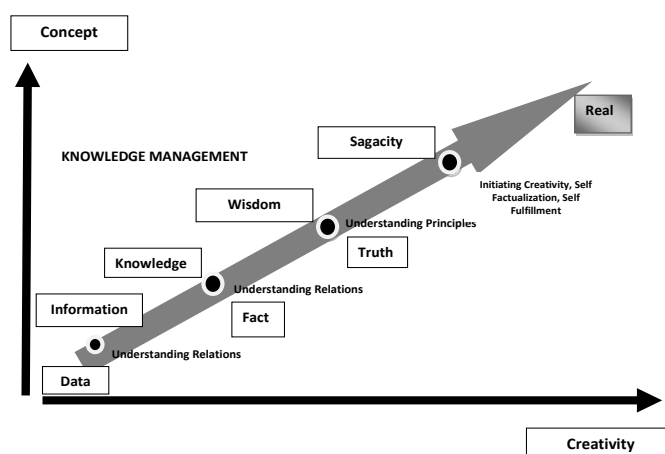 Concept
Real
Sagacity
KNOWLEDGE MANAGEMENT
Initiating Creativity, Self
Factualization, Self
Fulfillment
Wisdom
Understanding Principles
Truth
Knowledge
Understanding Relations
Information
Fact
Understanding Relations
Data
Creativity